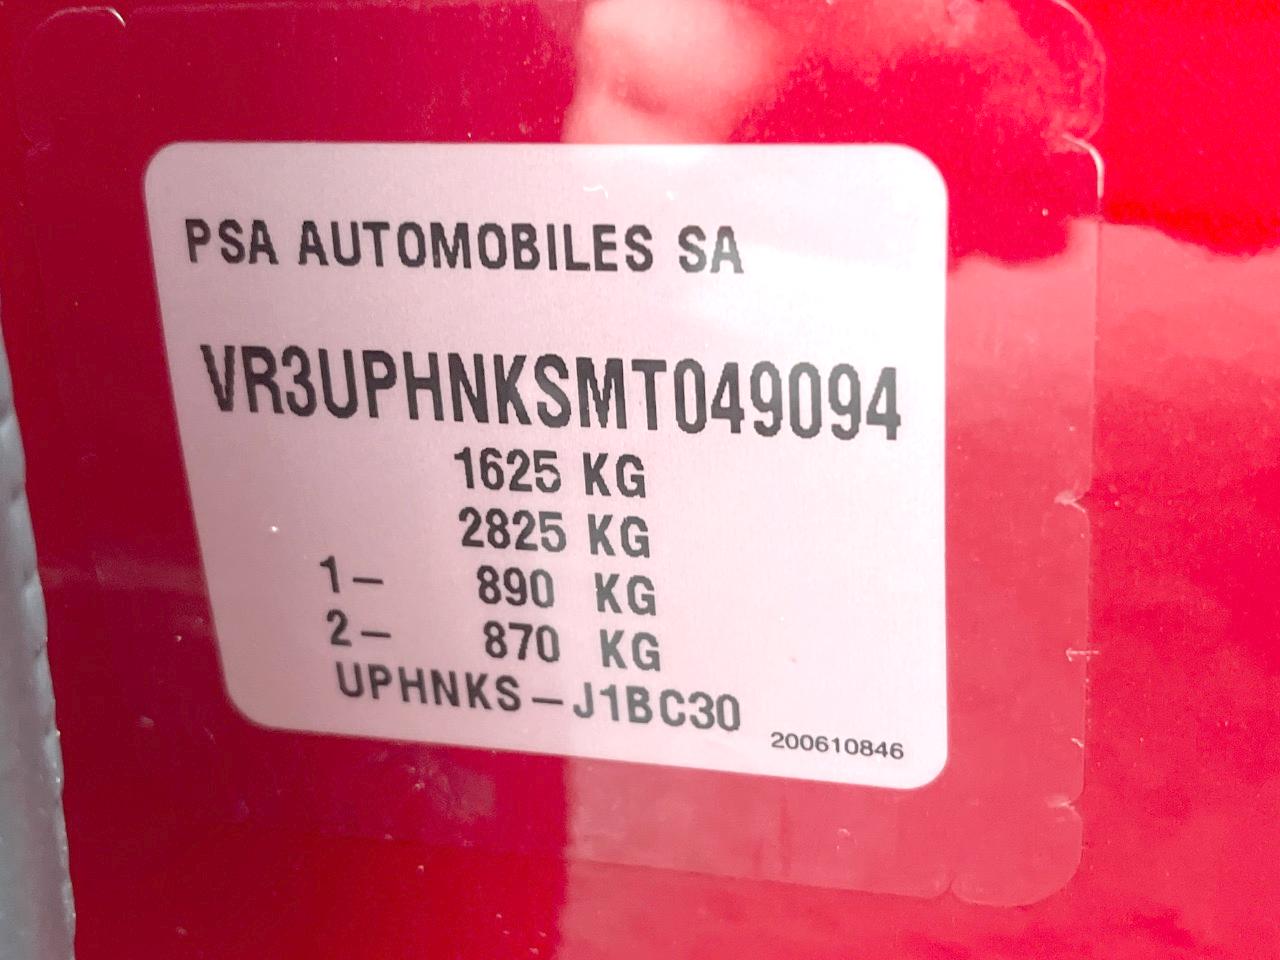 PSA AUTOMOBILES SA
VR3UPHNKSMT049094
1625 KG
2825 KG
1- 890 KG
2- 870 KG
UPHNKS-J1BC30
200610846